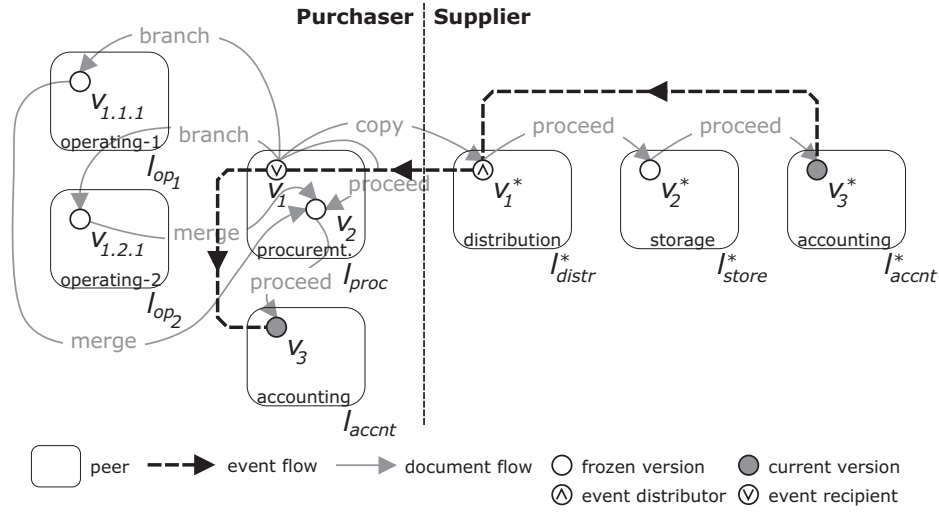 Purchaser Supplier
branch
V1.1.1
operating-1
lop1
branch
copy
proceed
proceed
V1
V1*
V2*
V3*
proceed
V2
merge
V1.2.1
operating-2
lop2
procuremt.
lproc
distribution
l*distr
storage
l*store
accounting
l*accnt
proceed
merge
V3
accounting
laccnt
peer event flow document flow frozen version current version
event distributor event recipient